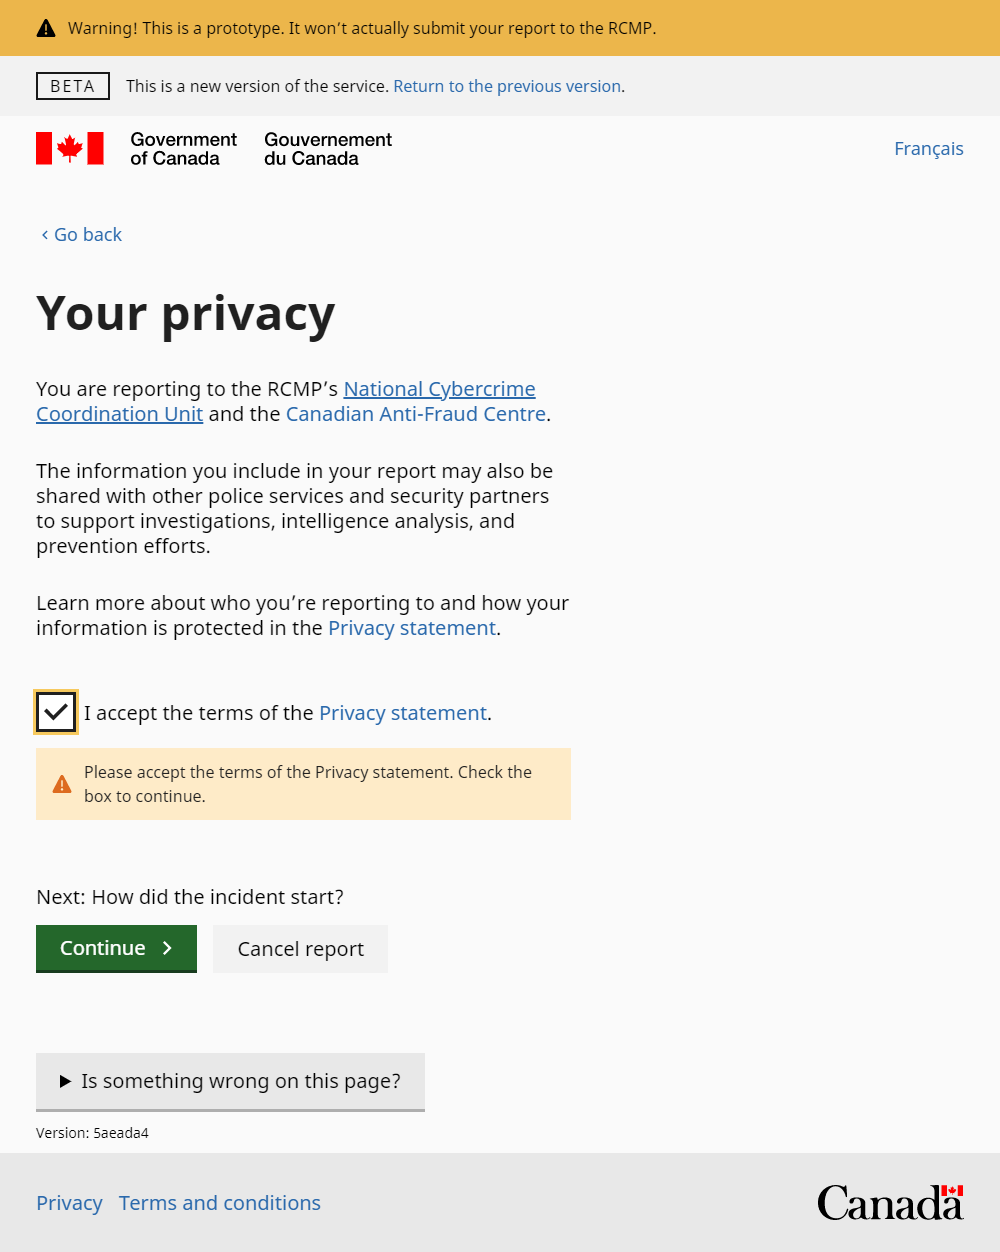 Warning! This is a prototype. It won’t actually submit your report to the RCMP.
BETA This is a new version of the service. Return to the previous version.
Government of Canada
Gouvernement du Canada
Français
Go back
Your privacy
You are reporting to the RCMP’s National Cybercrime
Coordination Unit and the Canadian Anti-Fraud Centre.
The information you include in your report may also be
shared with other police services and security partners
to support investigations, intelligence analysis, and
prevention efforts.
Learn more about who you’re reporting to and how your
information is protected in the Privacy statement.
I accept the terms of the Privacy statement.
Please accept the terms of the Privacy statement. Check the
box to continue.
Next: How did the incident start?
Continue
Cancel report
Is something wrong on this page?
Version: 5aeada4
Privacy Terms and conditions
Canada